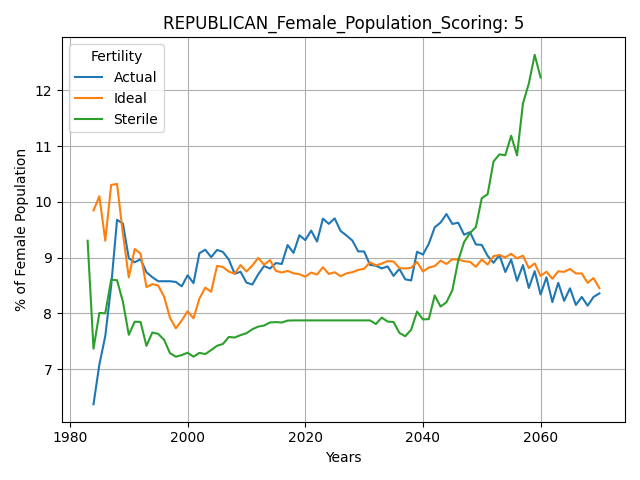 REPUBLICAN_Female_Population_Scoring: 5
Fertility
Actual
Ideal
Sterile
% of Female Population
12
11
10
9
8
7
1980 2000 2020 2040 2060
Years